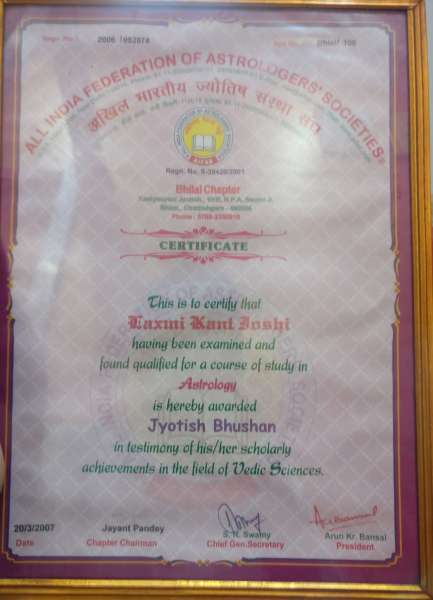 Regn. No.: 2006 1062874
ALL INDIA FEDERATION OF ASTROLOGERS' SOCIETIES®
अखिल भारतीय ज्योतिष संस्था संघ
Regn. No. S-39420/2001
Bhilai Chapter
CERTIFICATE
This is to certify that
Laxmi Kant Joshi
having been examined and
found qualified for a course of study in
Astrology
is hereby awarded
Jyotish Bhushan
in testimony of his/her scholarly
achievements in the field of Vedic Sciences.
20/3/2007
Date
Jayant Pandey
Chapter Chairman
S. N. Swamy
Chief Gen.Secretary
Arun Kr. Bansal
President